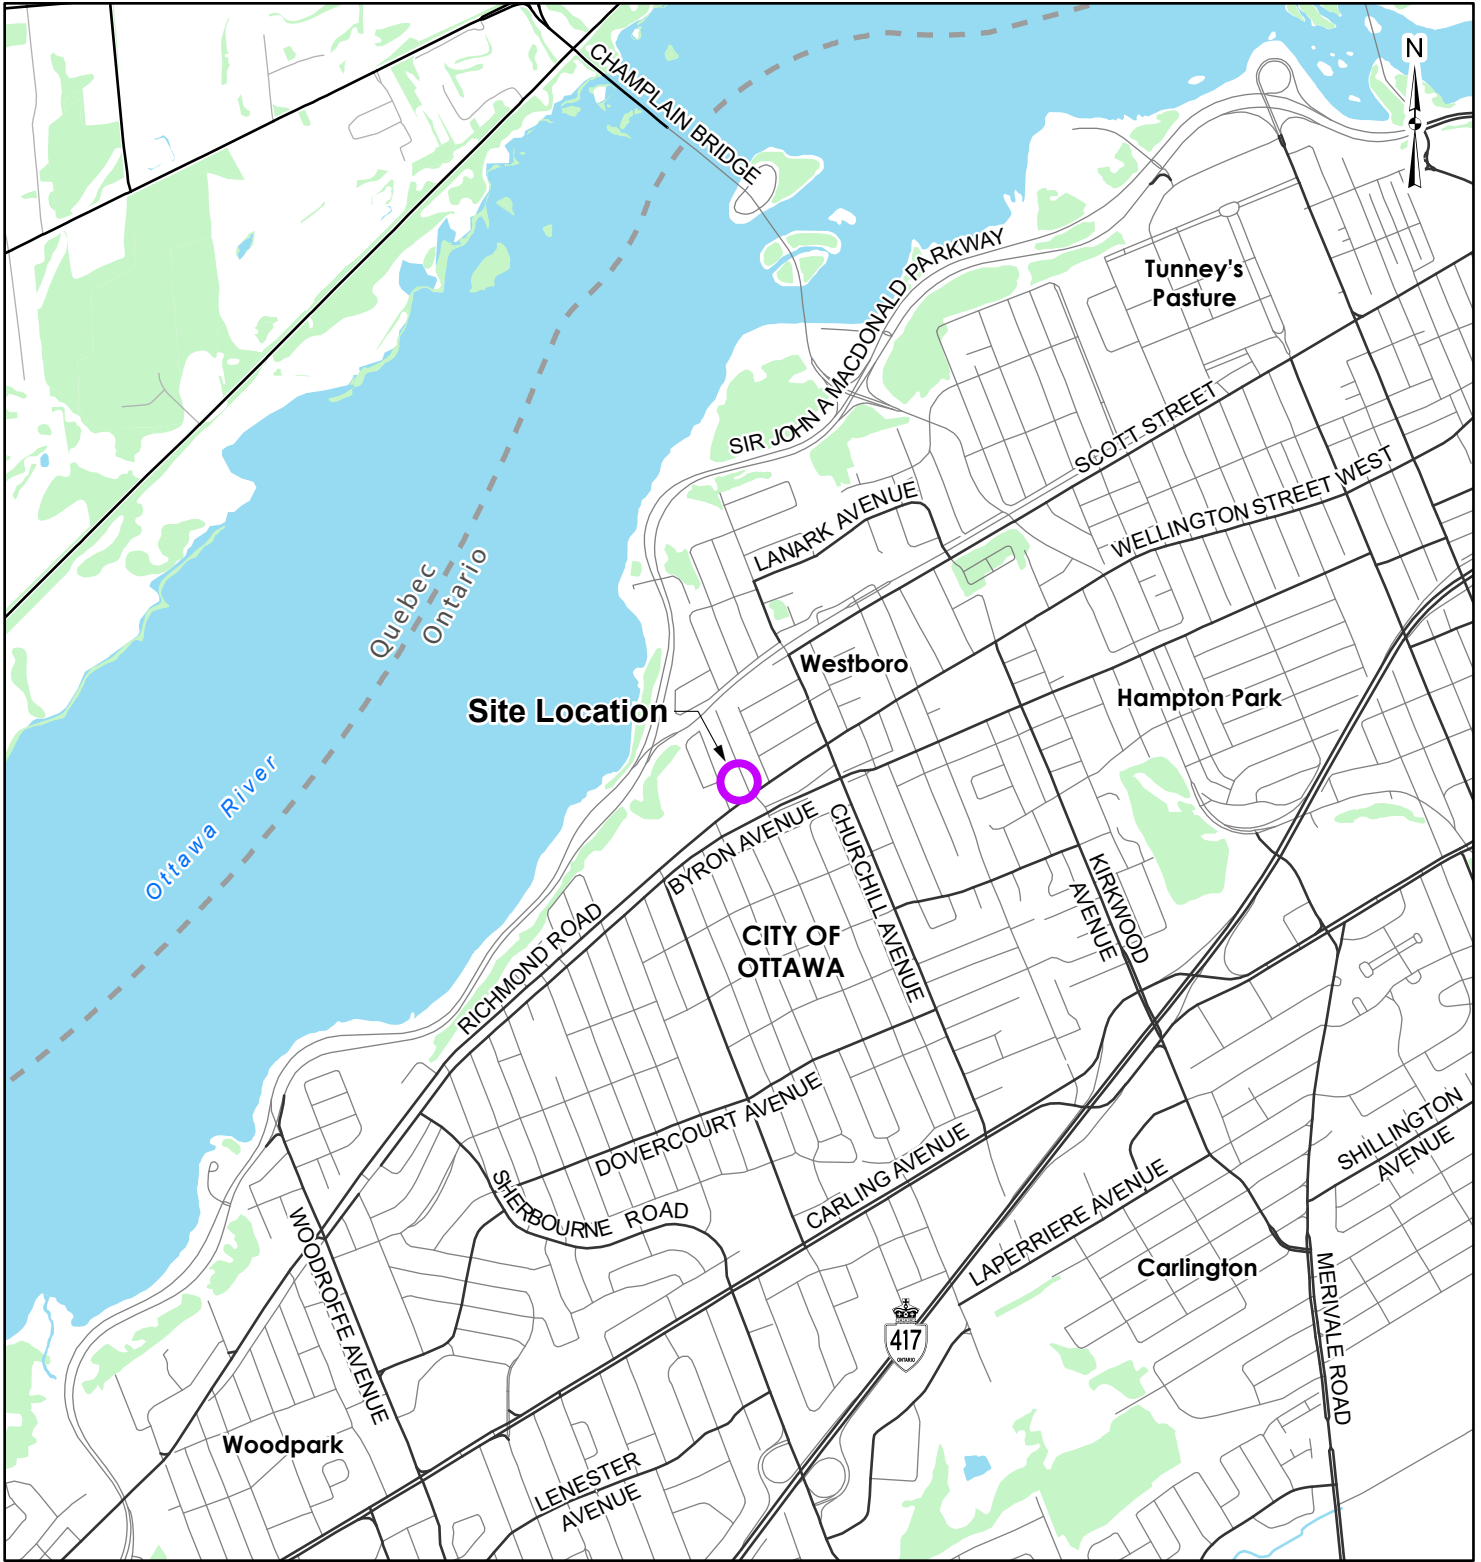 CHAMPLAIN BRIDGE
N
SIR JOHN A MACDONALD PARKWAY
Tunney's
Pasture
SCOTT STREET
LANARK AVENUE
WELLINGTON STREET WEST
Quebec
Ontario
Westboro
Hampton Park
Site Location
Ottawa River
BYRON AVENUE
CHURCHILL AVENUE
KIRKWOOD
AVENUE
RICHMOND ROAD
CITY OF
OTTAWA
DOVERCOURT AVENUE
SHERBOURNE ROAD
CARLING AVENUE
SHILLINGTON
AVENUE
LAPERRIERE AVENUE
WOODROFFE AVENUE
Carlington
MERIVALE ROAD
417
ONTARIO
Woodpark
LENESTER
AVENUE